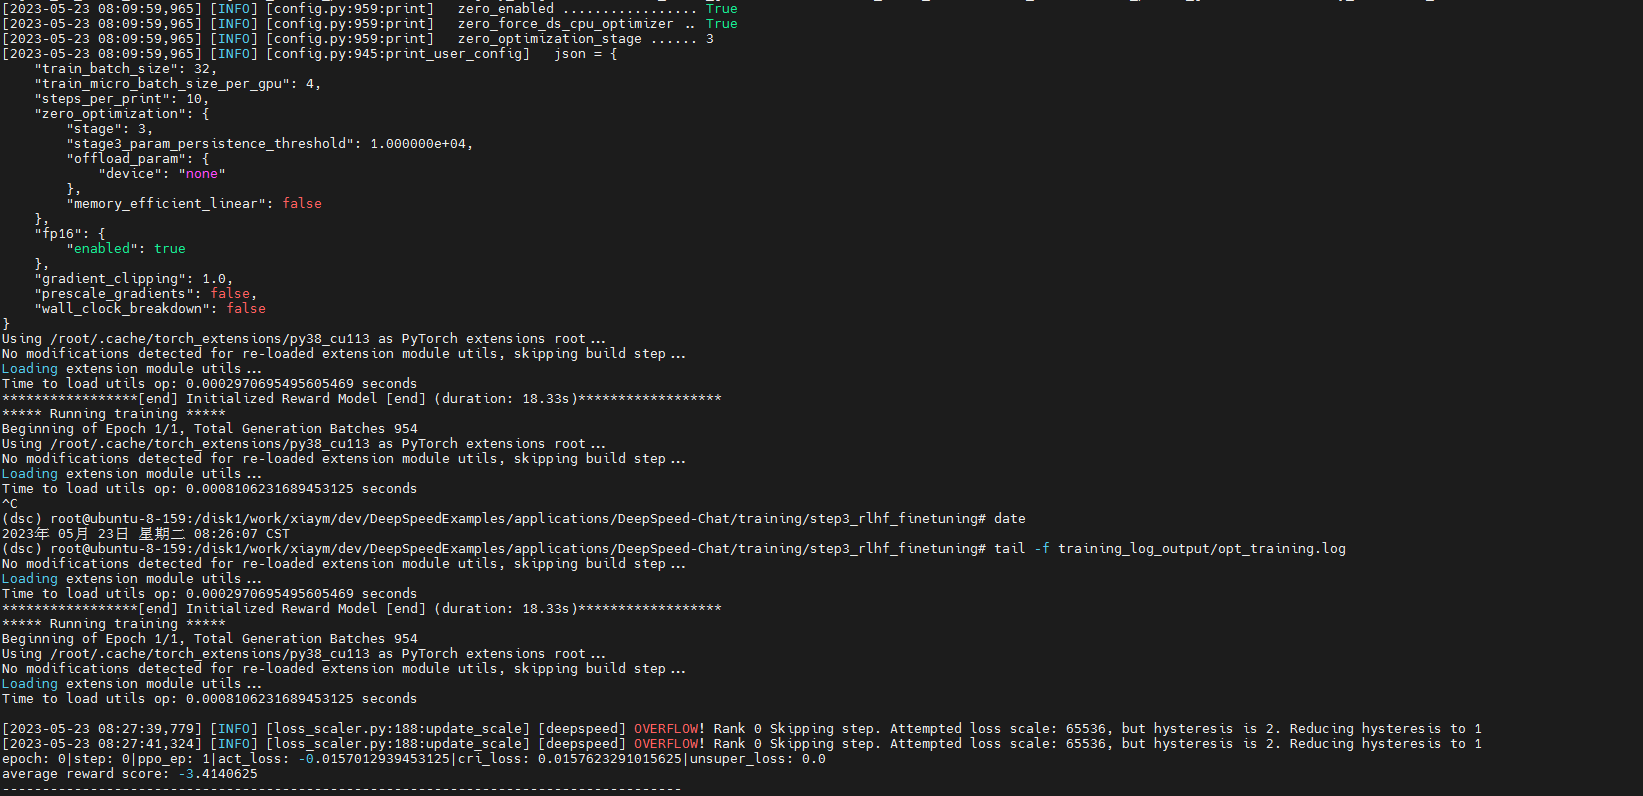 [2023-05-23 08:09:59,965] [INFO] [config.py:959:print]   zero_enabled ................. True
[2023-05-23 08:09:59,965] [INFO] [config.py:959:print]   zero_force_ds_cpu_optimizer .. True
[2023-05-23 08:09:59,965] [INFO] [config.py:959:print]   zero_optimization_stage ...... 3
[2023-05-23 08:09:59,965] [INFO] [config.py:945:print_user_config]   json = {
    "train_batch_size": 32,
    "train_micro_batch_size_per_gpu": 4,
    "steps_per_print": 10,
    "zero_optimization": {
        "stage": 3,
        "stage3_param_persistence_threshold": 1.000000e+04,
        "offload_param": {
            "device": "none"
        },
        "memory_efficient_linear": false
    },
    "fp16": {
        "enabled": true
    },
    "gradient_clipping": 1.0,
    "prescale_gradients": false,
    "wall_clock_breakdown": false
}
Using /root/.cache/torch_extensions/py38_cu113 as PyTorch extensions root...
No modifications detected for re-loaded extension module utils, skipping build step...
Loading extension module utils...
Time to load utils op: 0.0002970695495605469 seconds
*****************[end] Initialized Reward Model [end] (duration: 18.33s)******************
***** Running training *****
Beginning of Epoch 1/1, Total Generation Batches 954
Using /root/.cache/torch_extensions/py38_cu113 as PyTorch extensions root...
No modifications detected for re-loaded extension module utils, skipping build step...
Loading extension module utils...
Time to load utils op: 0.0008106231689453125 seconds
^C
(dsc) root@ubuntu-8-159:/disk1/work/xiaym/dev/DeepSpeedExamples/applications/DeepSpeed-Chat/training/step3_rlhf_finetuning# date
2023年 05月 23日 星期二 08:26:07 CST
(dsc) root@ubuntu-8-159:/disk1/work/xiaym/dev/DeepSpeedExamples/applications/DeepSpeed-Chat/training/step3_rlhf_finetuning# tail -f training_log_output/opt_training.log
No modifications detected for re-loaded extension module utils, skipping build step...
Loading extension module utils...
Time to load utils op: 0.0002970695495605469 seconds
*****************[end] Initialized Reward Model [end] (duration: 18.33s)******************
***** Running training *****
Beginning of Epoch 1/1, Total Generation Batches 954
Using /root/.cache/torch_extensions/py38_cu113 as PyTorch extensions root...
No modifications detected for re-loaded extension module utils, skipping build step...
Loading extension module utils...
Time to load utils op: 0.0008106231689453125 seconds
[2023-05-23 08:27:39,779] [INFO] [loss_scaler.py:188:update_scale] [deepspeed] OVERFLOW! Rank 0 Skipping step. Attempted loss scale: 65536, but hysteresis is 2. Reducing hysteresis to 1
[2023-05-23 08:27:41,324] [INFO] [loss_scaler.py:188:update_scale] [deepspeed] OVERFLOW! Rank 0 Skipping step. Attempted loss scale: 65536, but hysteresis is 2. Reducing hysteresis to 1
epoch: 0|step: 0|ppo_ep: 1|act_loss: -0.0157012939453125|cri_loss: 0.0157623291015625|unsuper_loss: 0.0
average reward score: -3.4140625
-------------------------------------------------------------------------------------